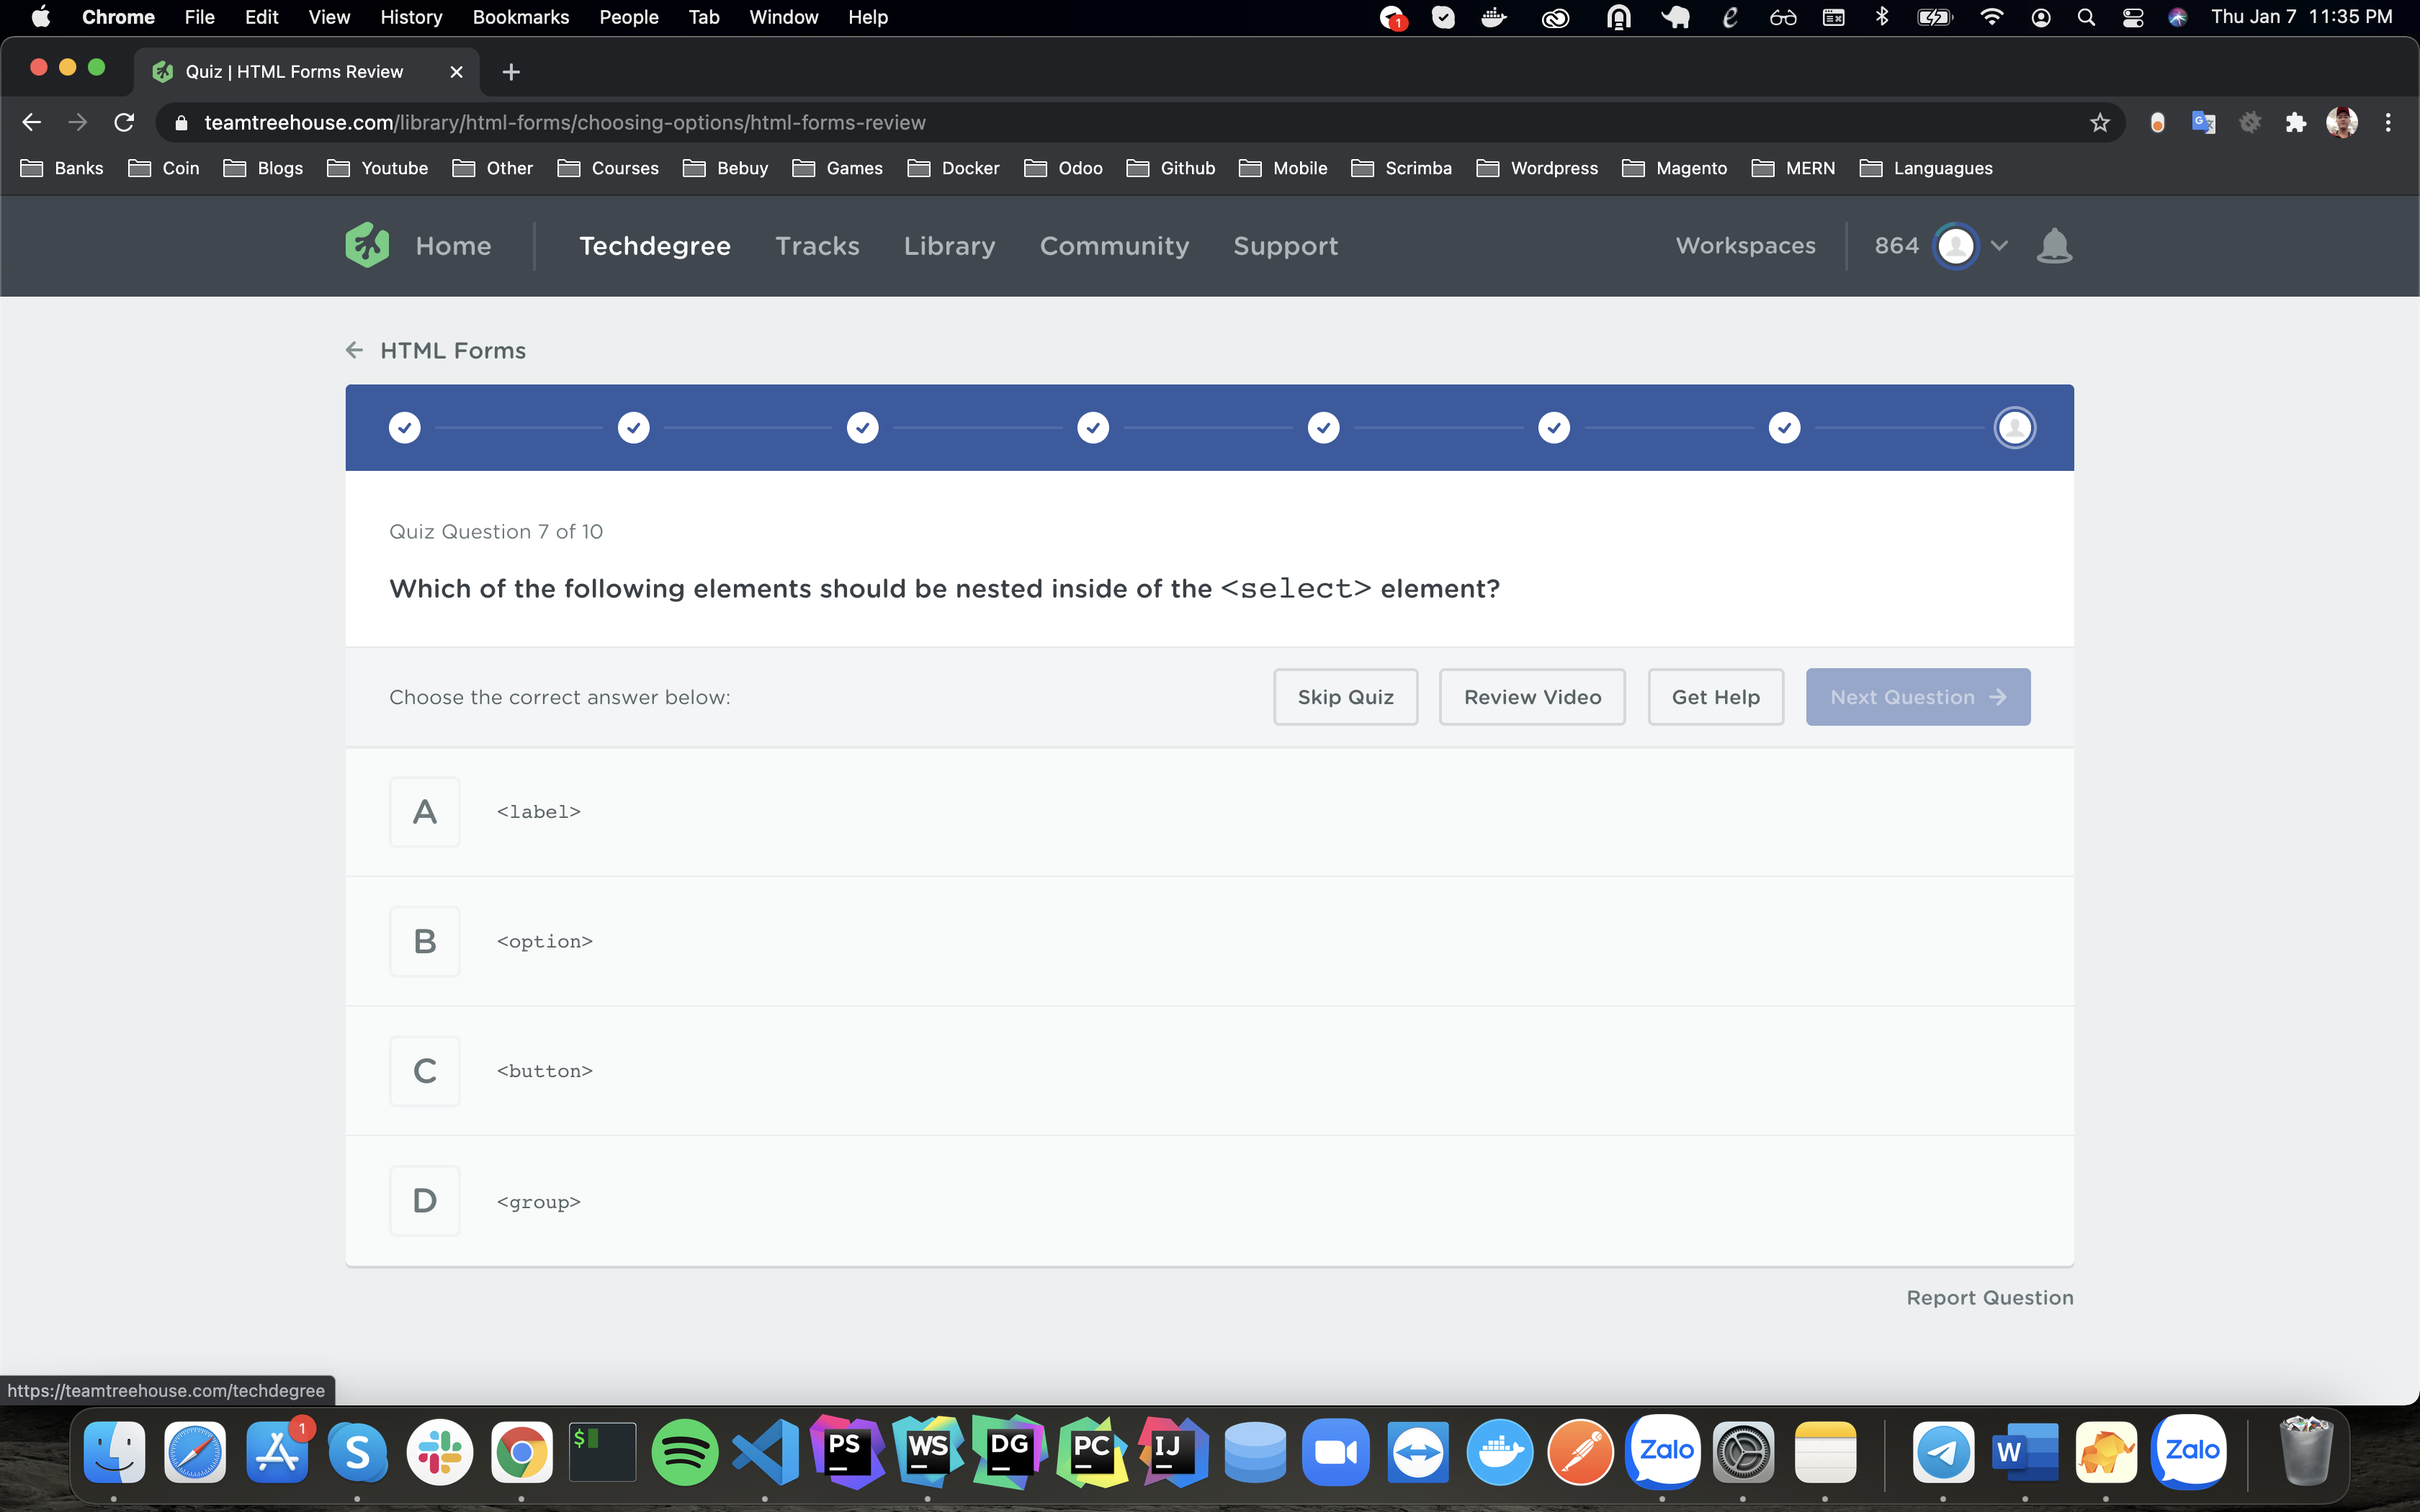 Chrome File Edit View History Bookmarks People Tab Window Help 1 Thu Jan 7 11:35 PM
Quiz | HTML Forms Review
teamtreehouse.com/library/html-forms/choosing-options/html-forms-review
Banks Coin Blogs Youtube Other Courses Bebuy Games Docker Odoo Github Mobile Scrimba Wordpress Magento MERN Languagues
Home Techdegree Tracks Library Community Support Workspaces 864
HTML Forms
Quiz Question 7 of 10
Which of the following elements should be nested inside of the <select> element?
Choose the correct answer below: Skip Quiz Review Video Get Help Next Question
A <label>
B <option>
C <button>
D <group>
Report Question
https://teamtreehouse.com/techdegree
1 S $ PS WS DG PC IJ Zalo W Zalo